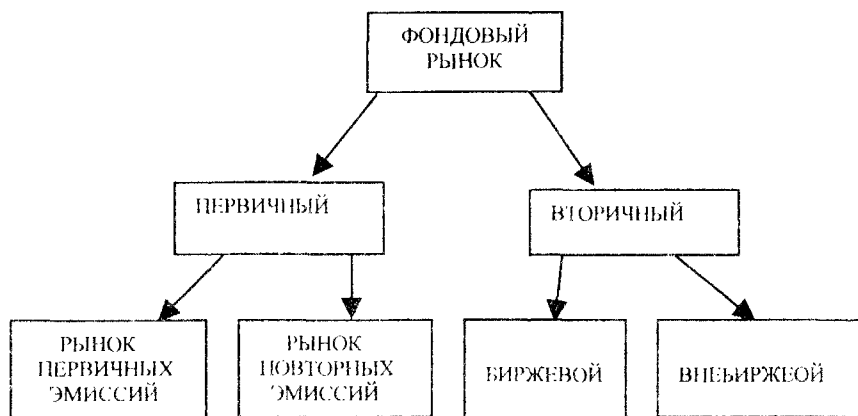 ФОНДОВЫЙ
РЫНОК
ПЕРВИЧНЫЙ
ВТОРИЧНЫЙ
РЫНОК
ПЕРВИЧНЫХ
ЭМИССИЙ
РЫНОК
ПОВТОРНЫХ
ЭМИССИЙ
БИРЖЕВОЙ
ВНЕБИРЖЕОЙ